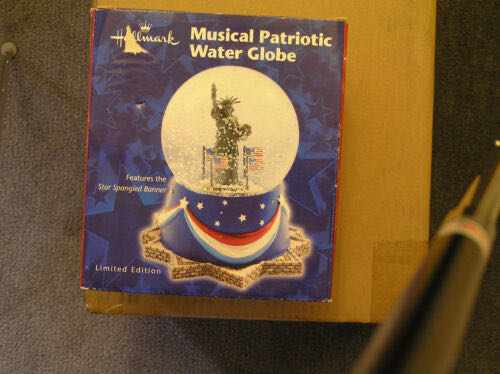 Hallmark
Musical Patriotic
Water Globe
Features the
Star Spangled Banner
Limited Edition